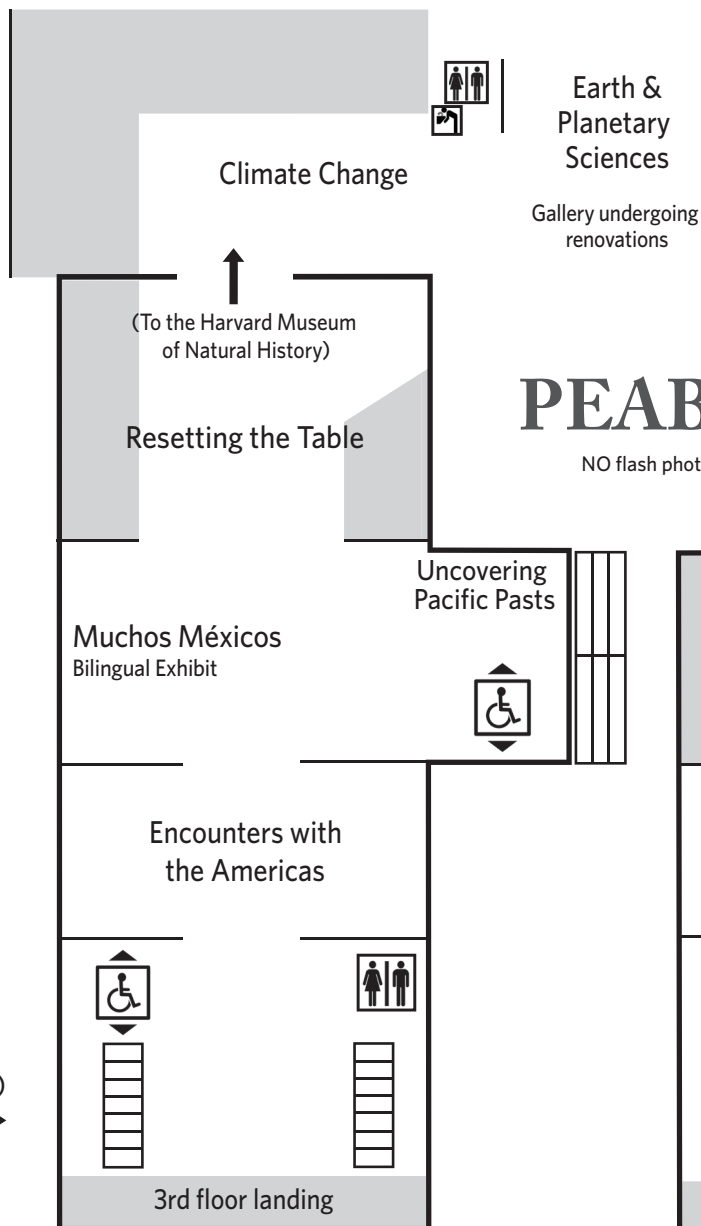 Earth &
Planetary
Sciences
Climate Change
Gallery undergoing
renovations
(To the Harvard Museum
of Natural History)
PEAB
NO flash phot
Resetting the Table
Uncovering
Pacific Pasts
Muchos Méxicos
Bilingual Exhibit
Encounters with
the Americas
)
3rd floor landing